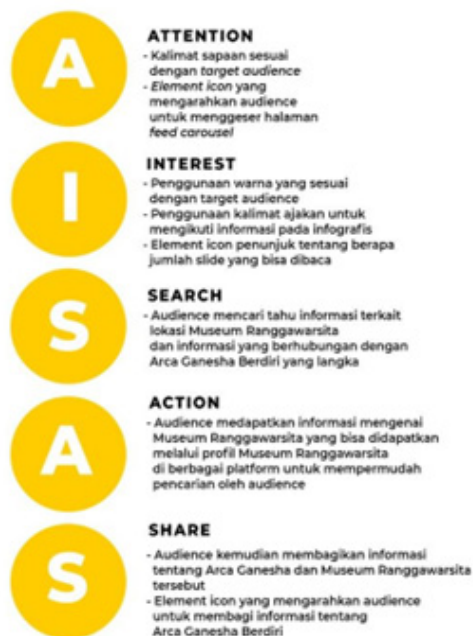 A
ATTENTION
- Kalimat sapaan sesuai
dengan target audience
- Element icon yang
mengarahkan audience
untuk menggeser halaman
feed carousel
I
INTEREST
- Penggunaan warna yang sesuai
dengan target audience
- Penggunaan kalimat ajakan untuk
mengikuti informasi pada infografis
- Element icon penunjuk tentang berapa
jumlah slide yang bisa dibaca
S
SEARCH
- Audience mencari tahu informasi terkait
lokasi Museum Ranggawarsita
dan informasi yang berhubungan dengan
Arca Ganesha Berdiri yang langka
A
ACTION
- Audience medapatkan informasi mengenai
Museum Ranggawarsita yang bisa didapatkan
melalui profil Museum Ranggawarsita
di berbagai platform untuk mempermudah
pencarian oleh audience
S
SHARE
- Audience kemudian membagikan informasi
tentang Arca Ganesha dan Museum Ranggawarsita
tersebut
- Element icon yang mengarahkan audience
untuk membagi informasi tentang
Arca Ganesha Berdiri